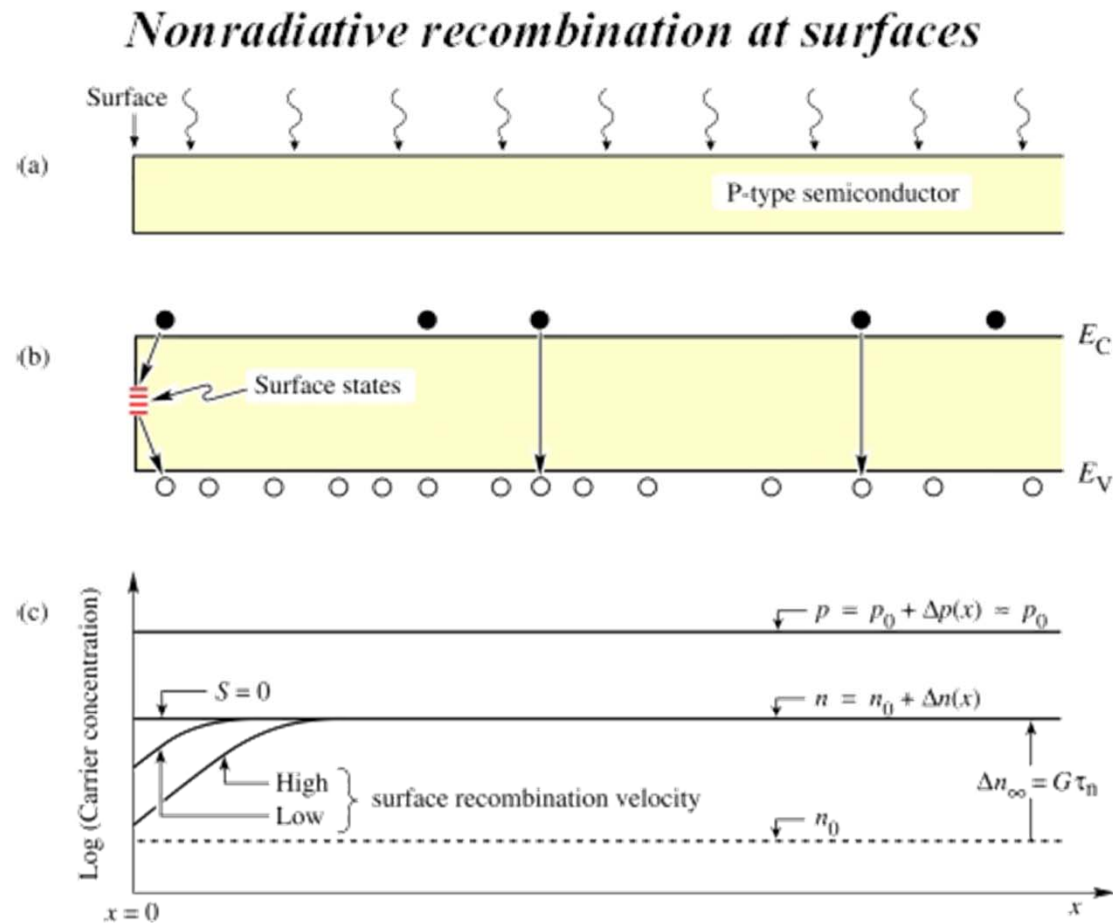 Nonradiative recombination at surfaces
Surface
(a)
P-type semiconductor
(b)
E_C
Surface states
E_V
(c)
Log (Carrier concentration)
p = p_0 + Δp(x) ≈ p_0
S = 0
n = n_0 + Δn(x)
High
Low
surface recombination velocity
Δn_∞ = Gτ_n
n_0
x = 0
x